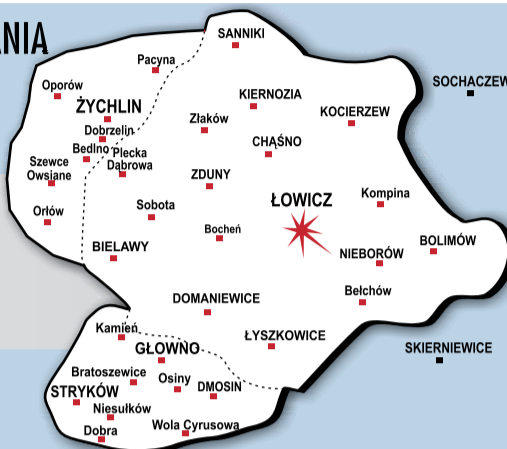 ANIA
SANNIKI
Pacyna
SOCHACZEW
Oporów
KIERNOZIA
ŻYCHLIN
KOCIERZEW
Złaków
Dobrzelin
CHĄŚNO
Bedlno
Plecka
Dąbrowa
Szewce
Owsiane
ZDUNY
Kompina
ŁOWICZ
Sobota
Orłów
Bocheń
BOLIMÓW
BIELAWY
NIEBORÓW
Bełchów
DOMANIEWICE
Kamień
ŁYSZKOWICE
GŁOWNO
SKIERNIEWICE
Bratoszewice
Osiny
DMOSIN
STRYKÓW
Niesułków
Wola Cyrusowa
Dobra